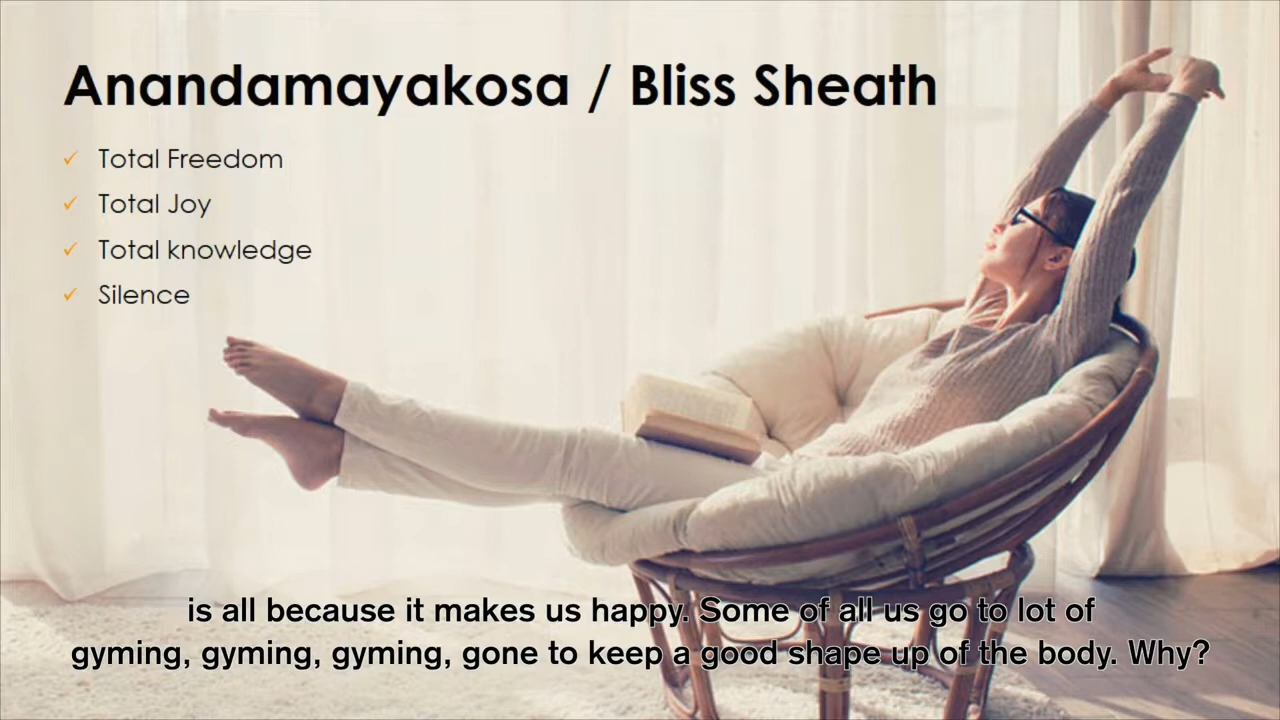 Anandamayakosa / Bliss Sheath
✓ Total Freedom
✓ Total Joy
✓ Total knowledge
✓ Silence
is all because it makes us happy. Some of all us go to lot of
gyming, gyming, gyming, gone to keep a good shape up of the body. Why?